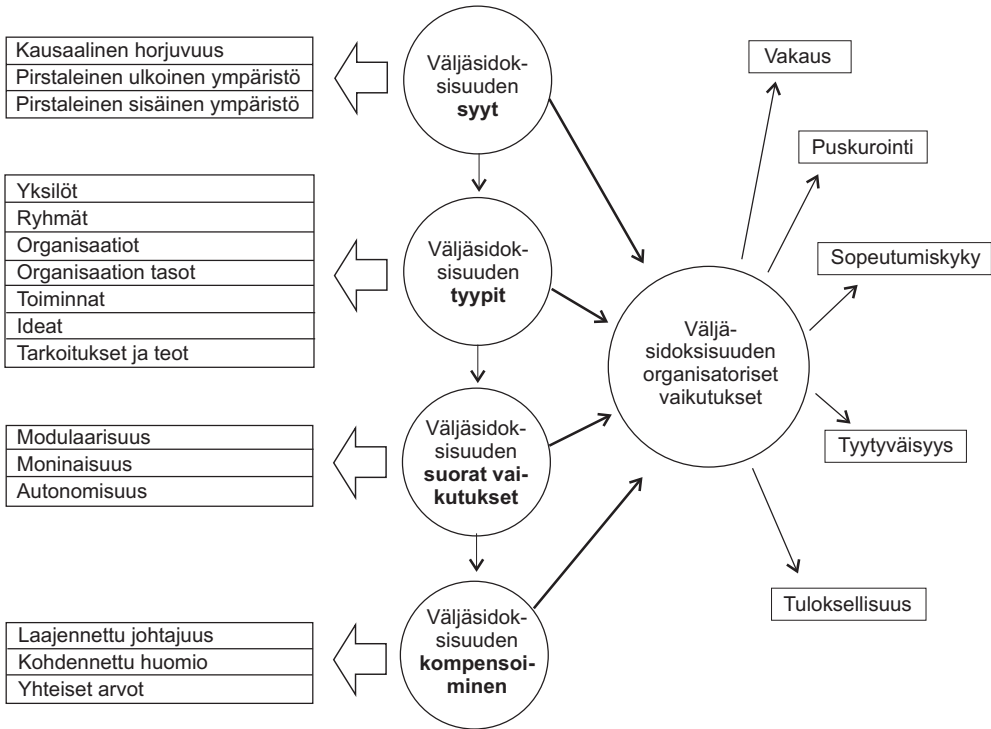 Kausaalinen horjuvuus
Pirstaleinen ulkoinen ympäristö
Pirstaleinen sisäinen ympäristö
Väljäsidok-
sisuuden
syyt
Yksilöt
Ryhmät
Organisaatiot
Organisaation tasot
Toiminnat
Ideat
Tarkoitukset ja teot
Väljäsidok-
sisuuden
tyypit
Modulaarisuus
Moninaisuus
Autonomisuus
Väljäsidok-
sisuuden
suorat vai-
kutukset
Laajennettu johtajuus
Kohdennettu huomio
Yhteiset arvot
Väljäsidok-
sisuuden
kompensoi-
minen
Väljä-
sidoksisuuden
organisatoriset
vaikutukset
Vakaus
Puskurointi
Sopeutumiskyky
Tyytyväisyys
Tuloksellisuus